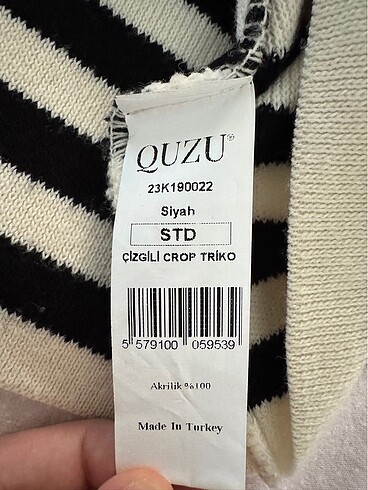 QUZU®
23K190022
Siyah
STD
ÇİZGİLİ CROP TRİKO
5 579100 059539
Akrilik %100
Made In Turkey